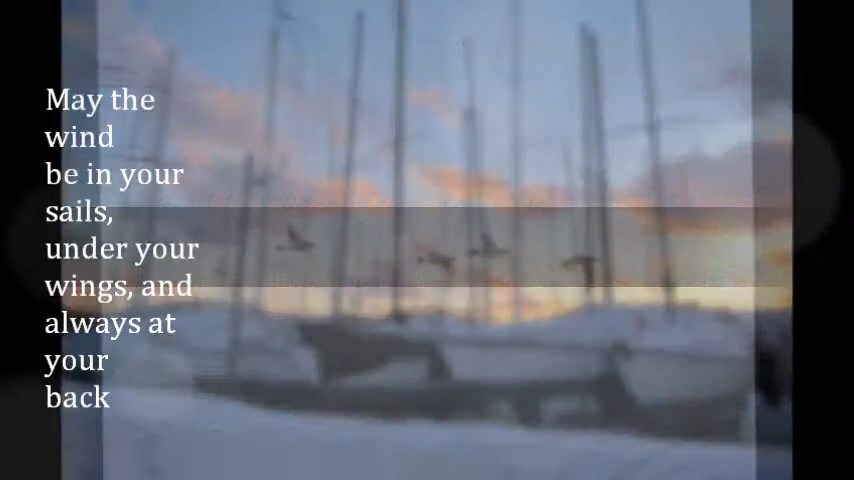 May the
wind
be in your
sails,
under your
wings, and
always at
your
back